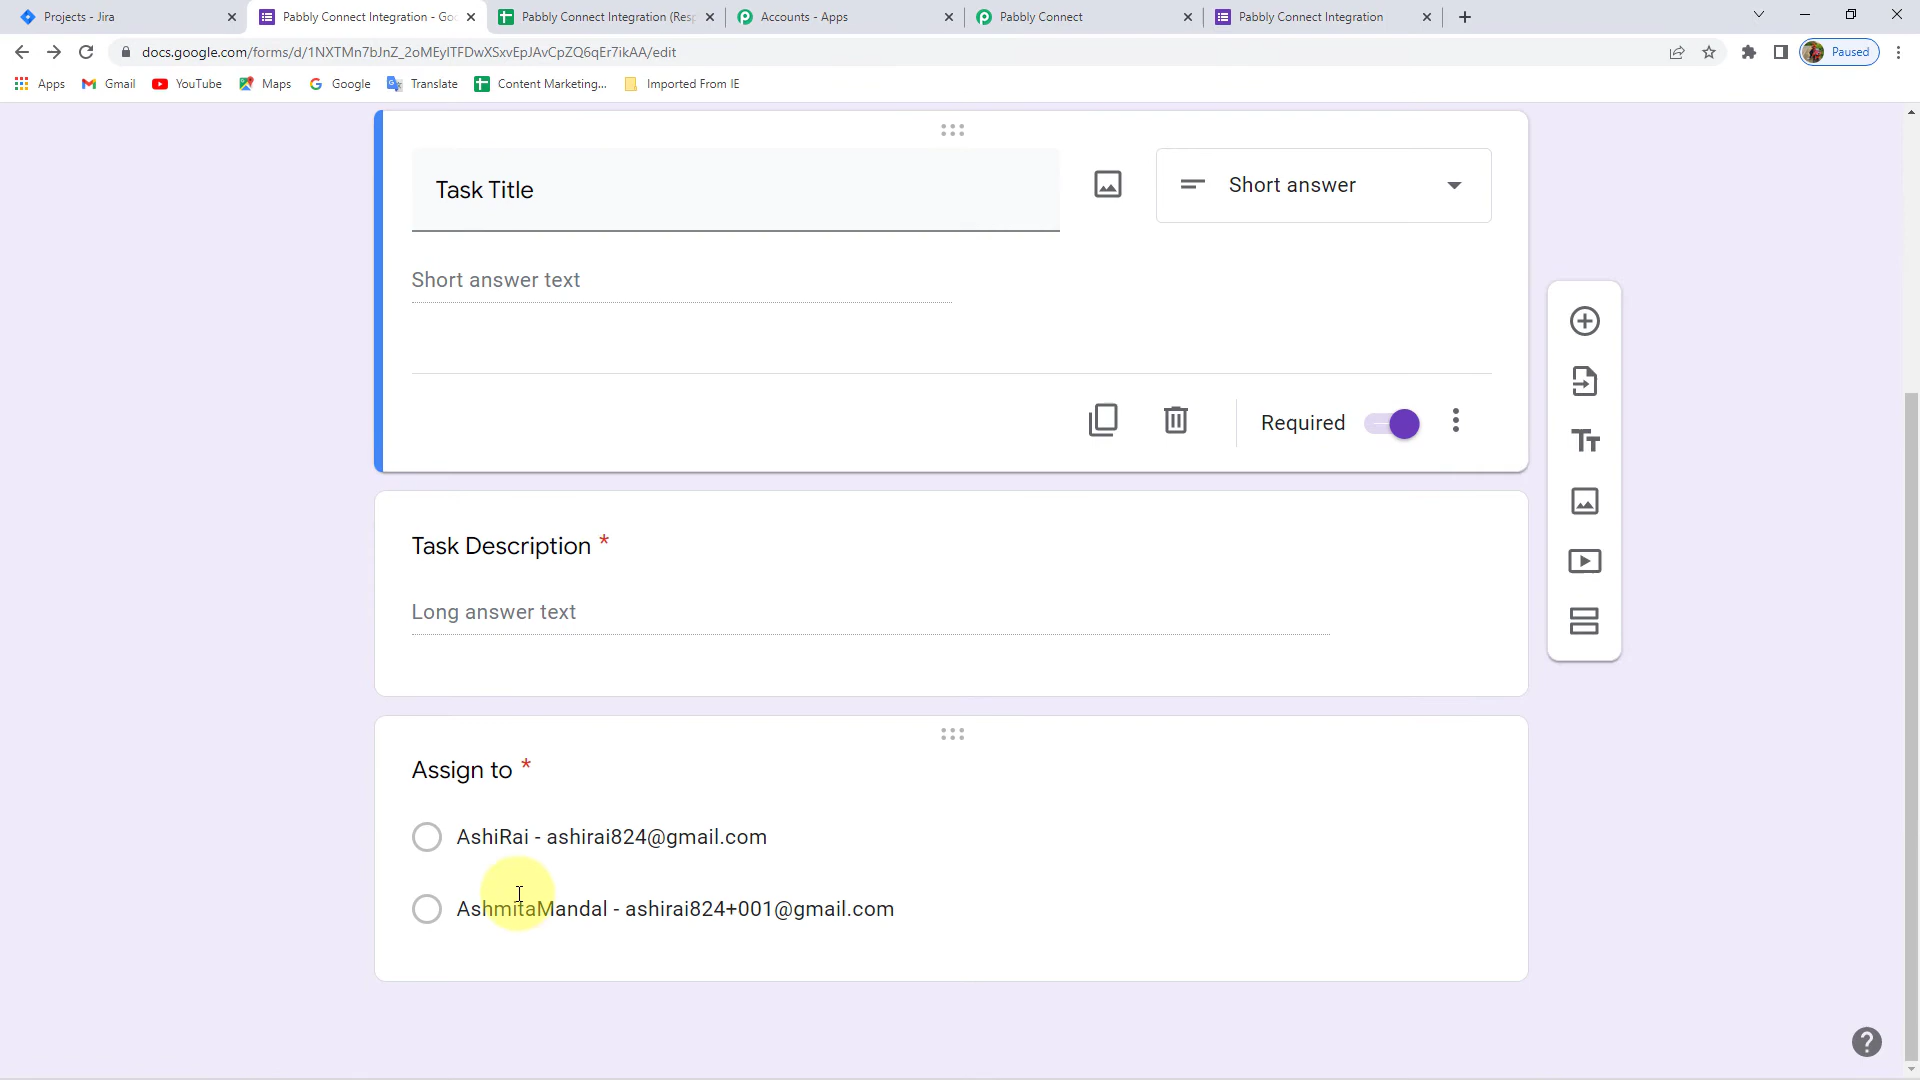 Projects - Jira
Pabbly Connect Integration - Goo
Pabbly Connect Integration (Resp
Accounts - Apps
Pabbly Connect
Pabbly Connect Integration
docs.google.com/forms/d/1NXTMn7bJnZ_2oMEyITFDwXSxvEpJAvCpZQ6qEr7ikAA/edit
Paused
Apps
Gmail
YouTube
Maps
Google
Translate
Content Marketing...
Imported From IE
Task Title
Short answer
Short answer text
Required
Task Description *
Long answer text
Assign to *
AshiRai - ashirai824@gmail.com
AshmitaMandal - ashirai824+001@gmail.com